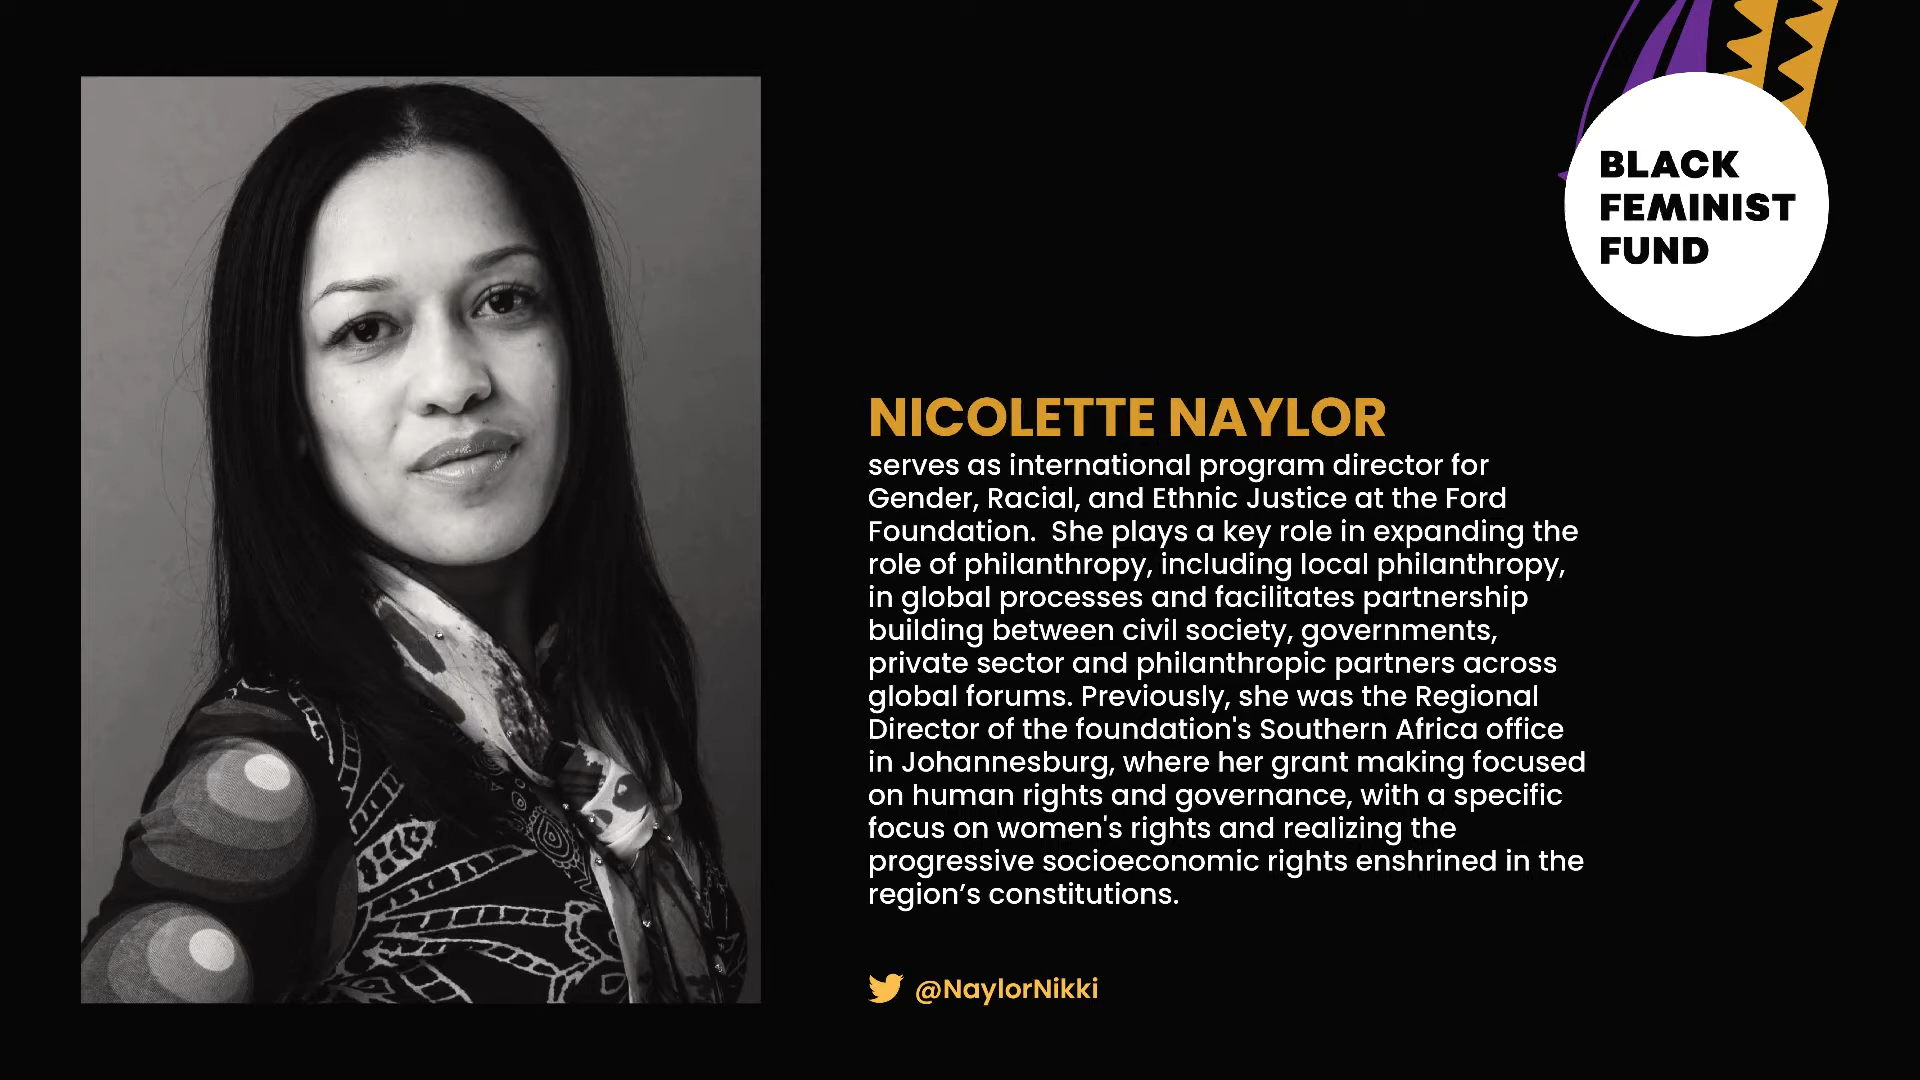 BLACK
FEMINIST
FUND
NICOLETTE NAYLOR
serves as international program director for
Gender, Racial, and Ethnic Justice at the Ford
Foundation.  She plays a key role in expanding the
role of philanthropy, including local philanthropy,
in global processes and facilitates partnership
building between civil society, governments,
private sector and philanthropic partners across
global forums. Previously, she was the Regional
Director of the foundation's Southern Africa office
in Johannesburg, where her grant making focused
on human rights and governance, with a specific
focus on women's rights and realizing the
progressive socioeconomic rights enshrined in the
region’s constitutions.
@NaylorNikki